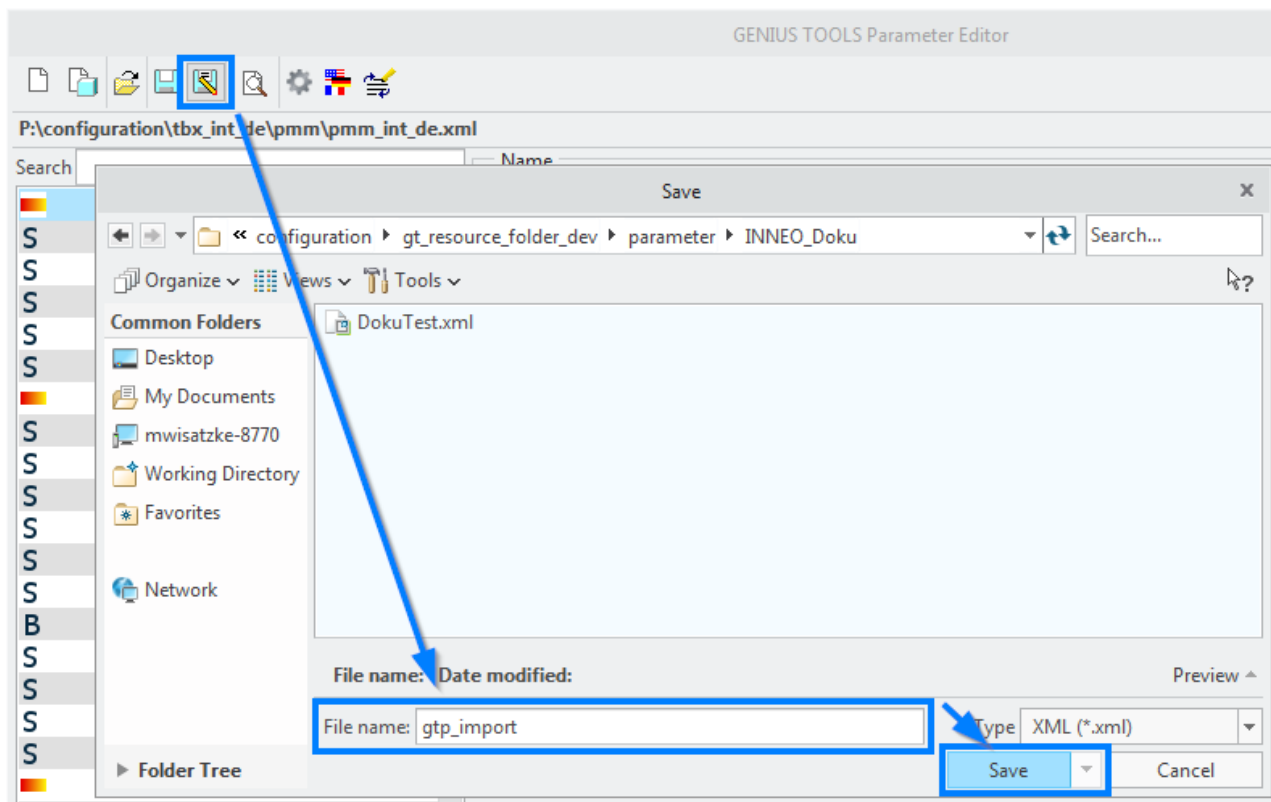 GENIUS TOOLS Parameter Editor
P:\configuration\tbx_int_de\pmm\pmm_int_de.xml
Search
Name
Save
x
« configuration gt_resource_folder_dev parameter INNEO_Doku
Search...
Organize Views Tools
?
Common Folders
DokuTest.xml
Desktop
My Documents
mwisatzke-8770
Working Directory
Favorites
Network
File name: Date modified:
Preview
File name: gtp_import
Type XML (*.xml)
Folder Tree
Save
Cancel
S
S
S
S
S
S
S
S
S
S
S
B
S
S
S
S